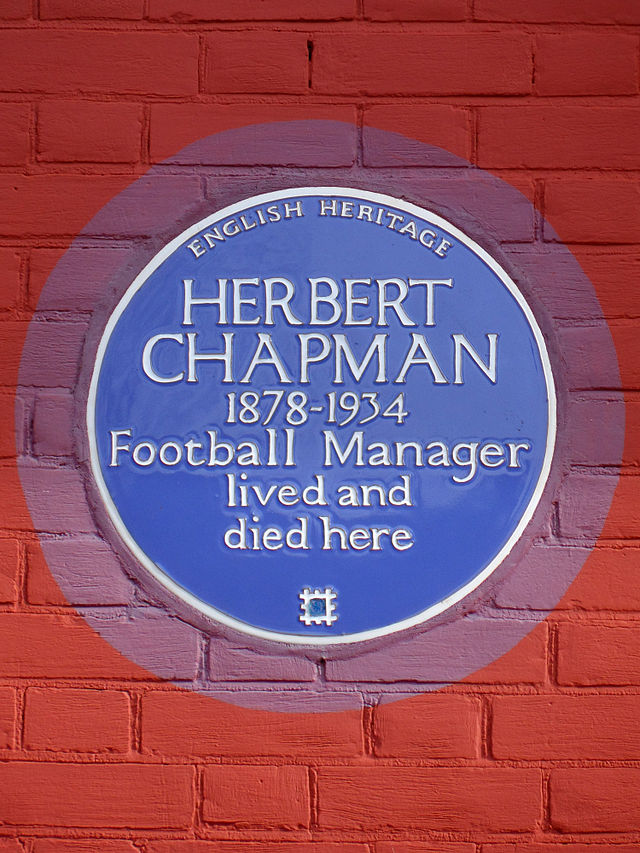 ENGLISH HERITAGE
HERBERT
CHAPMAN
1878-1934
Football Manager
lived and
died here